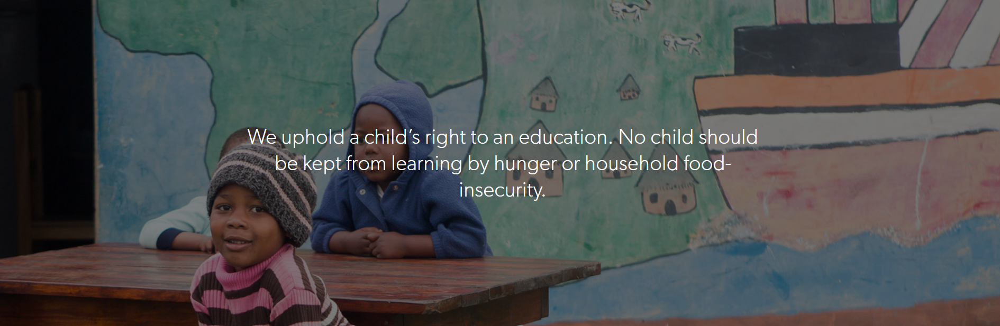 We uphold a child’s right to an education. No child should
be kept from learning by hunger or household food-
insecurity.